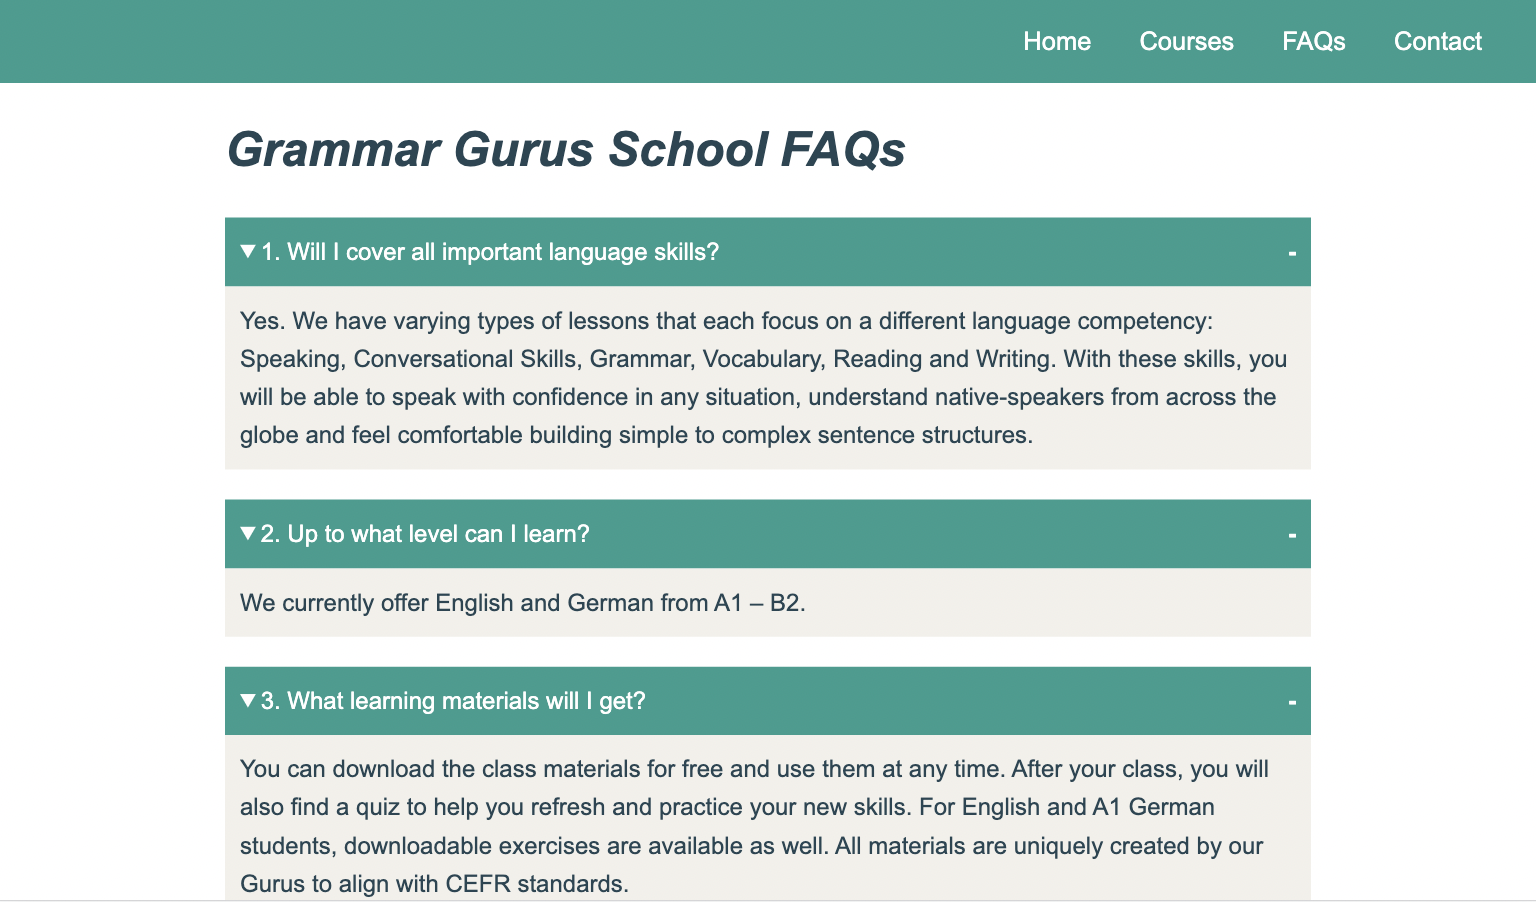 Home Courses FAQs Contact
Grammar Gurus School FAQs
1. Will I cover all important language skills? -
Yes. We have varying types of lessons that each focus on a different language competency:
Speaking, Conversational Skills, Grammar, Vocabulary, Reading and Writing. With these skills, you
will be able to speak with confidence in any situation, understand native-speakers from across the
globe and feel comfortable building simple to complex sentence structures.
2. Up to what level can I learn? -
We currently offer English and German from A1 – B2.
3. What learning materials will I get? -
You can download the class materials for free and use them at any time. After your class, you will
also find a quiz to help you refresh and practice your new skills. For English and A1 German
students, downloadable exercises are available as well. All materials are uniquely created by our
Gurus to align with CEFR standards.